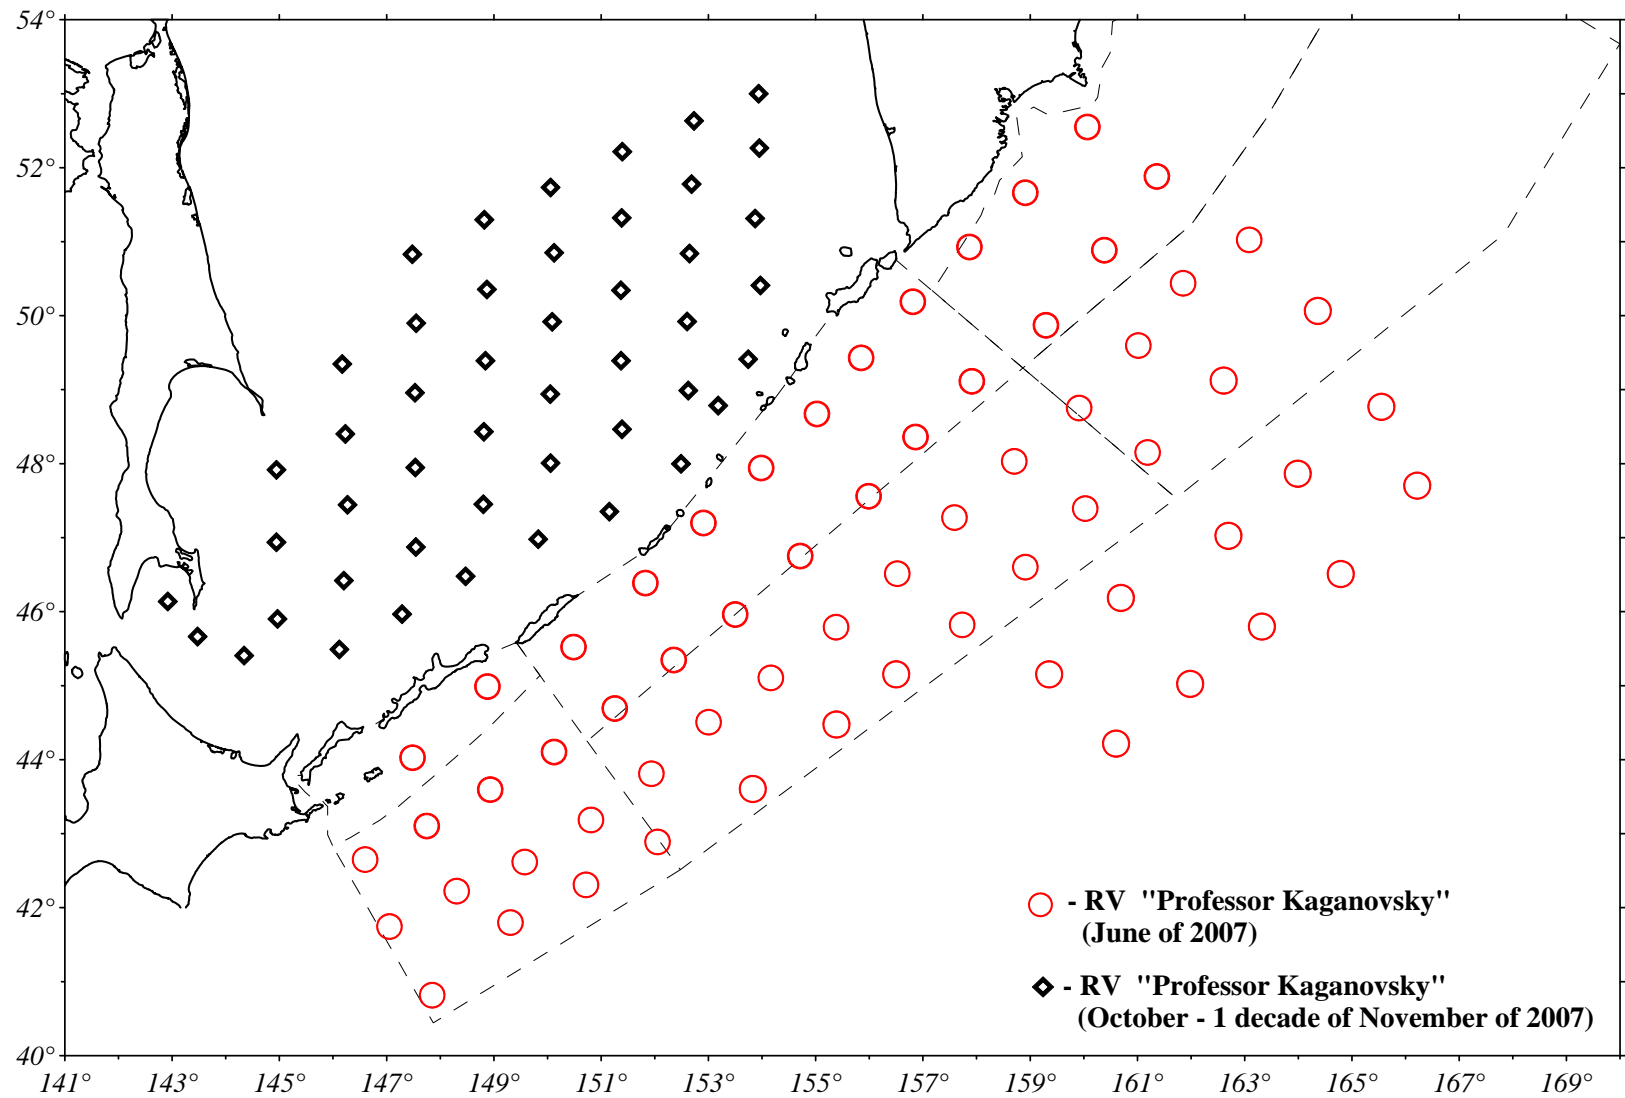 54°
52°
50°
48°
46°
44°
42°
40°
- RV "Professor Kaganovsky"
(June of 2007)
- RV "Professor Kaganovsky"
(October - 1 decade of November of 2007)
141° 143° 145° 147° 149° 151° 153° 155° 157° 159° 161° 163° 165° 167° 169°